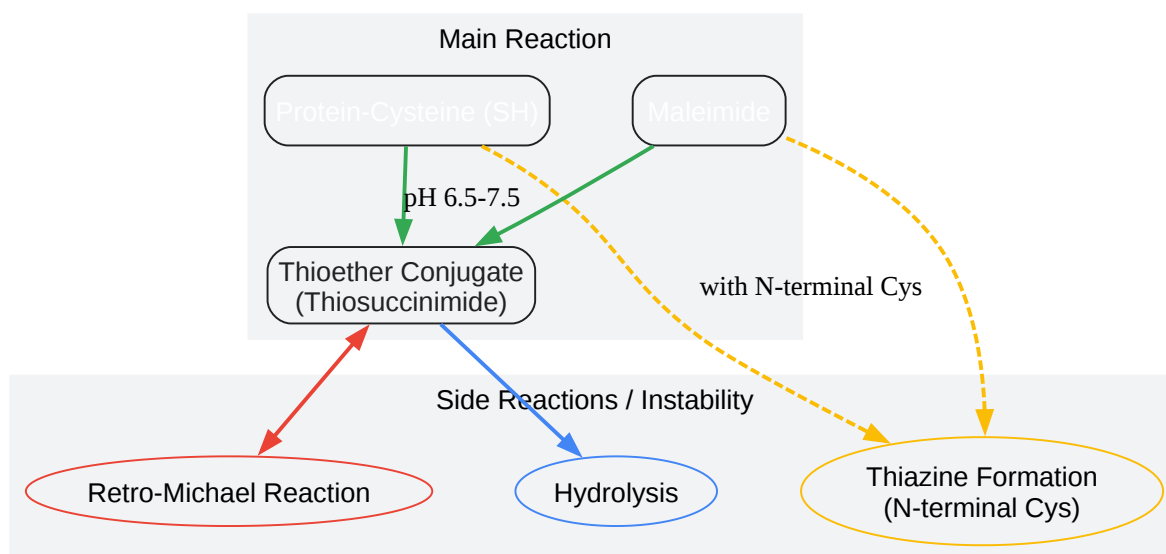 Main Reaction
Protein-Cysteine (SH)
Maleimide
pH 6.5-7.5
Thioether Conjugate
(Thiosuccinimide)
with N-terminal Cys
Side Reactions / Instability
Retro-Michael Reaction
Hydrolysis
Thiazine Formation
(N-terminal Cys)